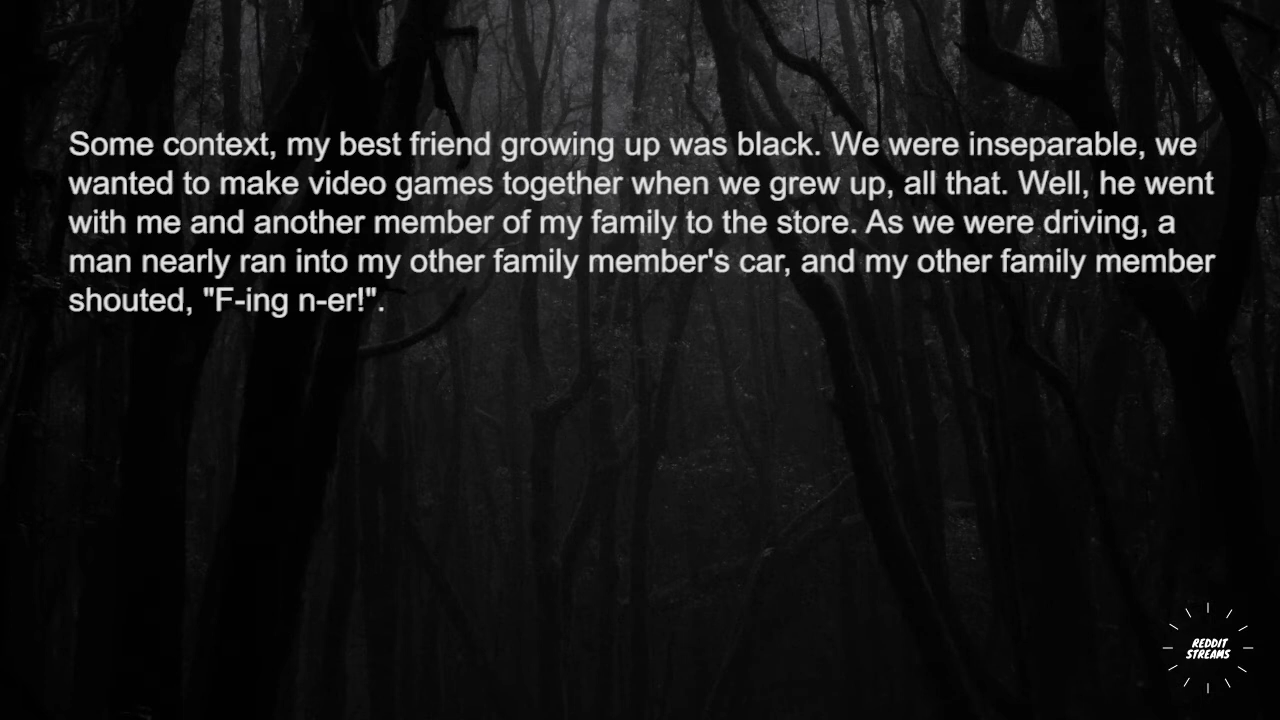 Some context, my best friend growing up was black. We were inseparable, we
wanted to make video games together when we grew up, all that. Well, he went
with me and another member of my family to the store. As we were driving, a
man nearly ran into my other family member's car, and my other family member
shouted, "F-ing n-er!".
REDDIT
STREAMS